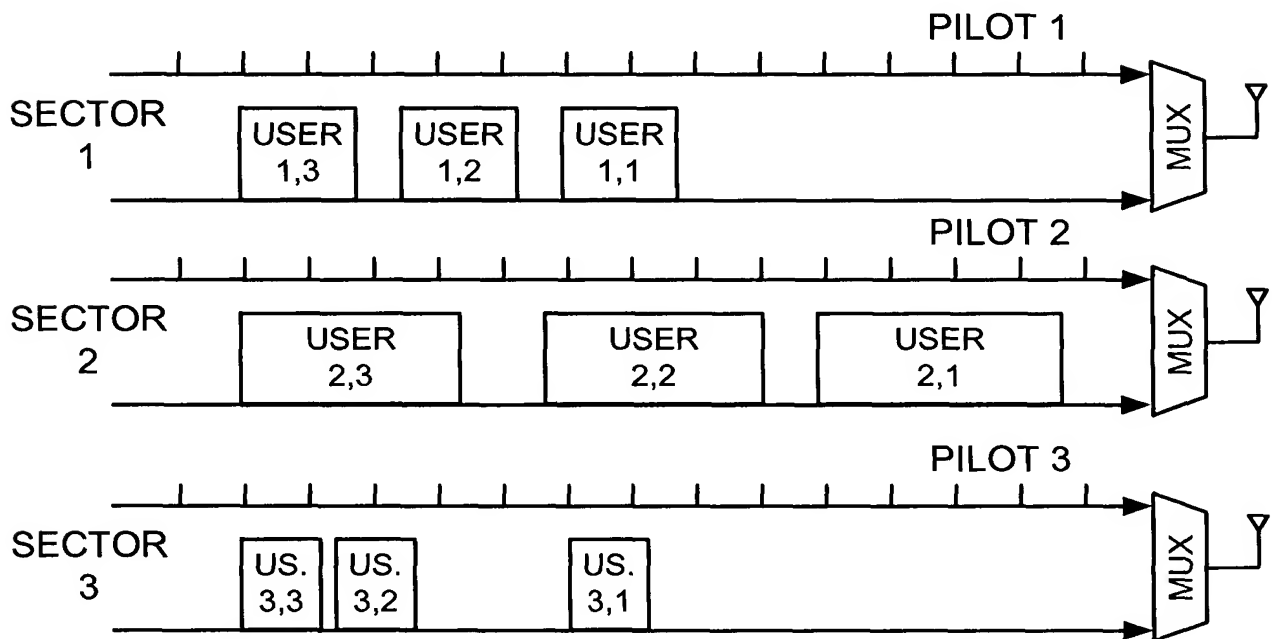 PILOT 1
SECTOR
1
USER
1,3
USER
1,2
USER
1,1
MUX
PILOT 2
SECTOR
2
USER
2,3
USER
2,2
USER
2,1
MUX
PILOT 3
SECTOR
3
US.
3,3
US.
3,2
US.
3,1
MUX